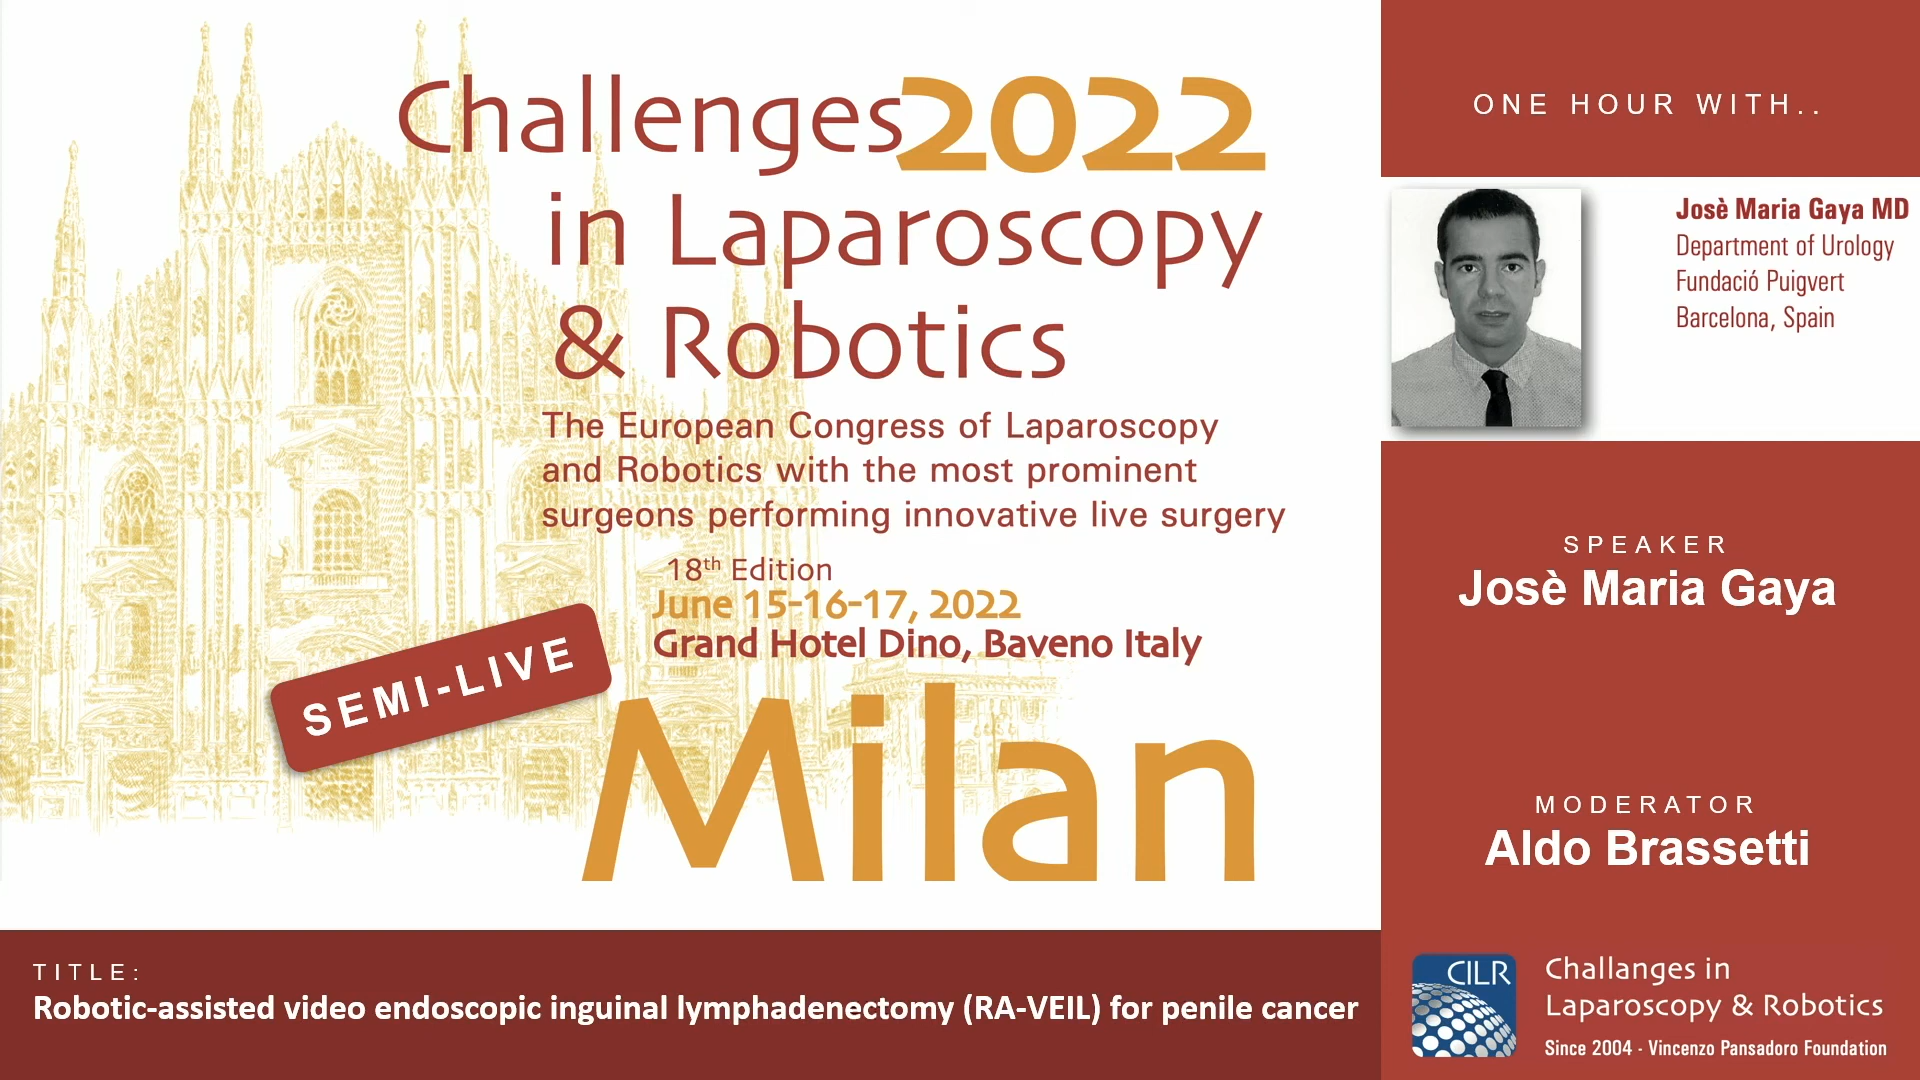 Challenges 2022
in Laparoscopy
& Robotics
The European Congress of Laparoscopy
and Robotics with the most prominent
surgeons performing innovative live surgery
18th Edition
June 15-16-17, 2022
Grand Hotel Dino, Baveno Italy
SEMI-LIVE
Milan
TITLE:
Robotic-assisted video endoscopic inguinal lymphadenectomy (RA-VEIL) for penile cancer
ONE HOUR WITH..
Josè Maria Gaya MD
Department of Urology
Fundació Puigvert
Barcelona, Spain
SPEAKER
Josè Maria Gaya
MODERATOR
Aldo Brassetti
CILR
Challanges in
Laparoscopy & Robotics
Since 2004 - Vincenzo Pansadoro Foundation